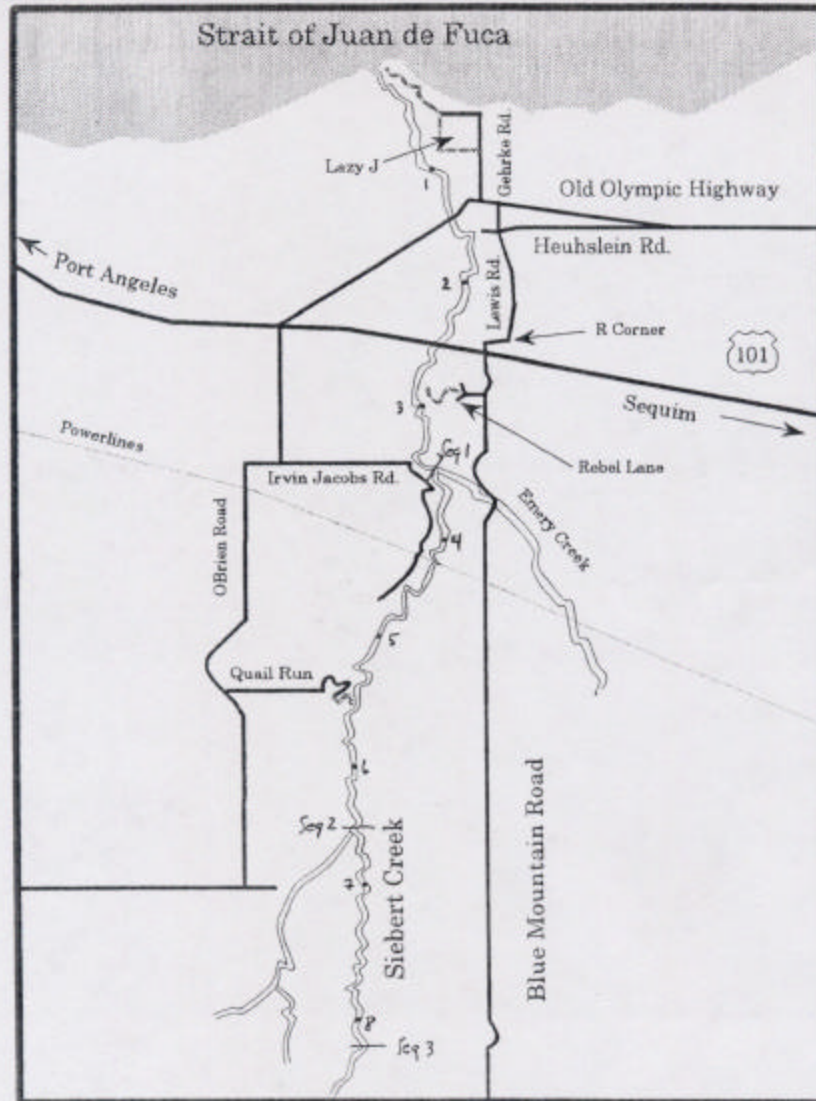 Strait of Juan de Fuca
Gehrke Rd.
Lazy J
1
Old Olympic Highway
Heuhslein Rd.
Port Angeles
2
Lewis Rd.
R Corner
101
Sequim
3
Powerlines
Seg 1
Rebel Lane
Irvin Jacobs Rd.
Emery Creek
OBrien Road
4
5
Quail Run
6
Seg 2
7
Siebert Creek
Blue Mountain Road
8
Seg 3